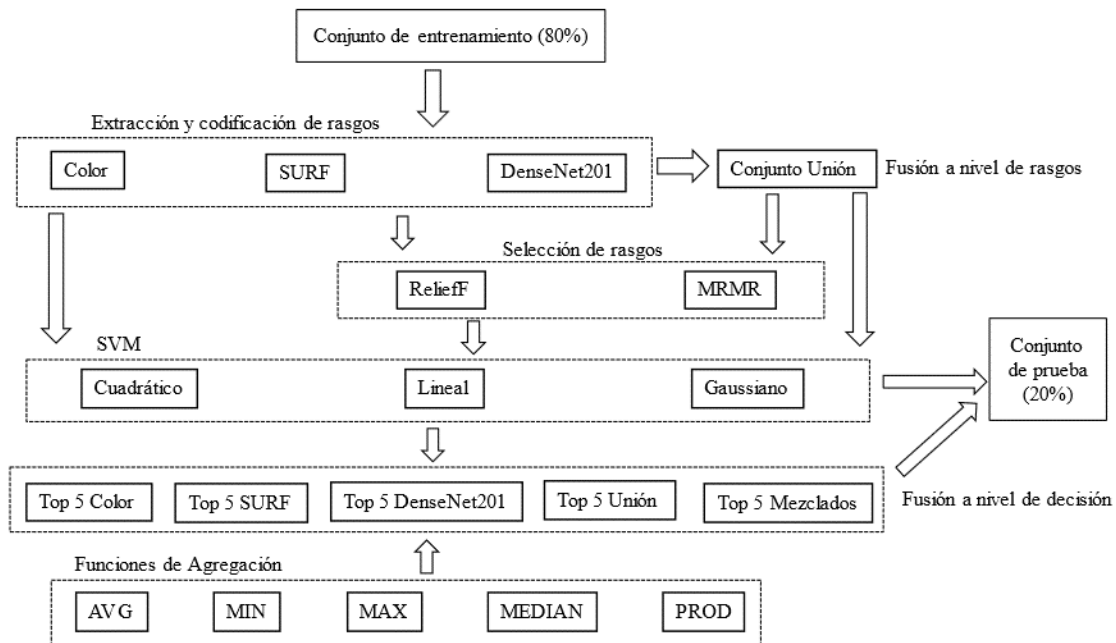 Conjunto de entrenamiento (80%)
Extracción y codificación de rasgos
Color
SURF
DenseNet201
Conjunto Unión
Fusión a nivel de rasgos
Selección de rasgos
ReliefF
MRMR
SVM
Cuadrático
Lineal
Gaussiano
Conjunto
de prueba
(20%)
Top 5 Color
Top 5 SURF
Top 5 DenseNet201
Top 5 Unión
Top 5 Mezclados
Fusión a nivel de decisión
Funciones de Agregación
AVG
MIN
MAX
MEDIAN
PROD